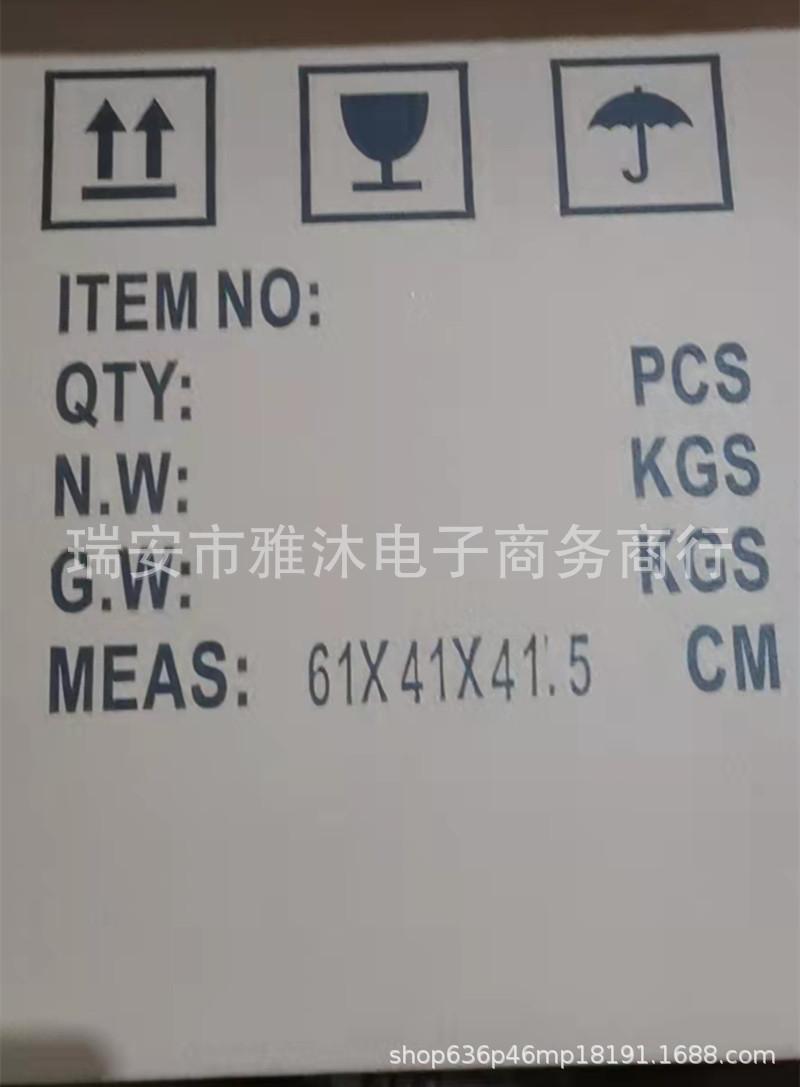 ITEM NO:
QTY: PCS
N.W: KGS
瑞安市雅沐电子商务商行
G.W: KGS
MEAS: 61X41X41.5 CM
shop636p46mp18191.1688.com